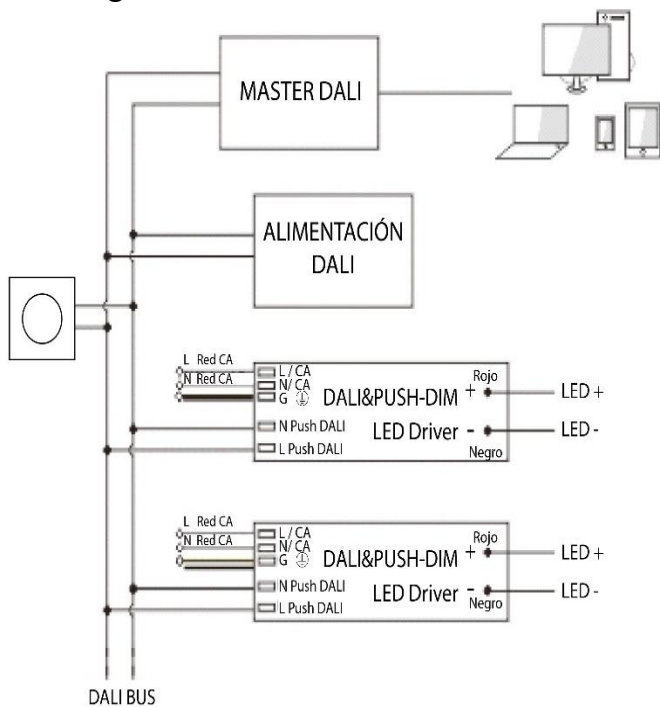 MASTER DALI
ALIMENTACIÓN
DALI
L Red CA
N Red CA
L / CA
N/ CA
G
N Push DALI
L Push DALI
DALI&PUSH-DIM
LED Driver
Rojo
+
-
Negro
LED +
LED -
L Red CA
N Red CA
L / CA
N/ CA
G
N Push DALI
L Push DALI
DALI&PUSH-DIM
LED Driver
Rojo
+
-
Negro
LED +
LED -
DALI BUS